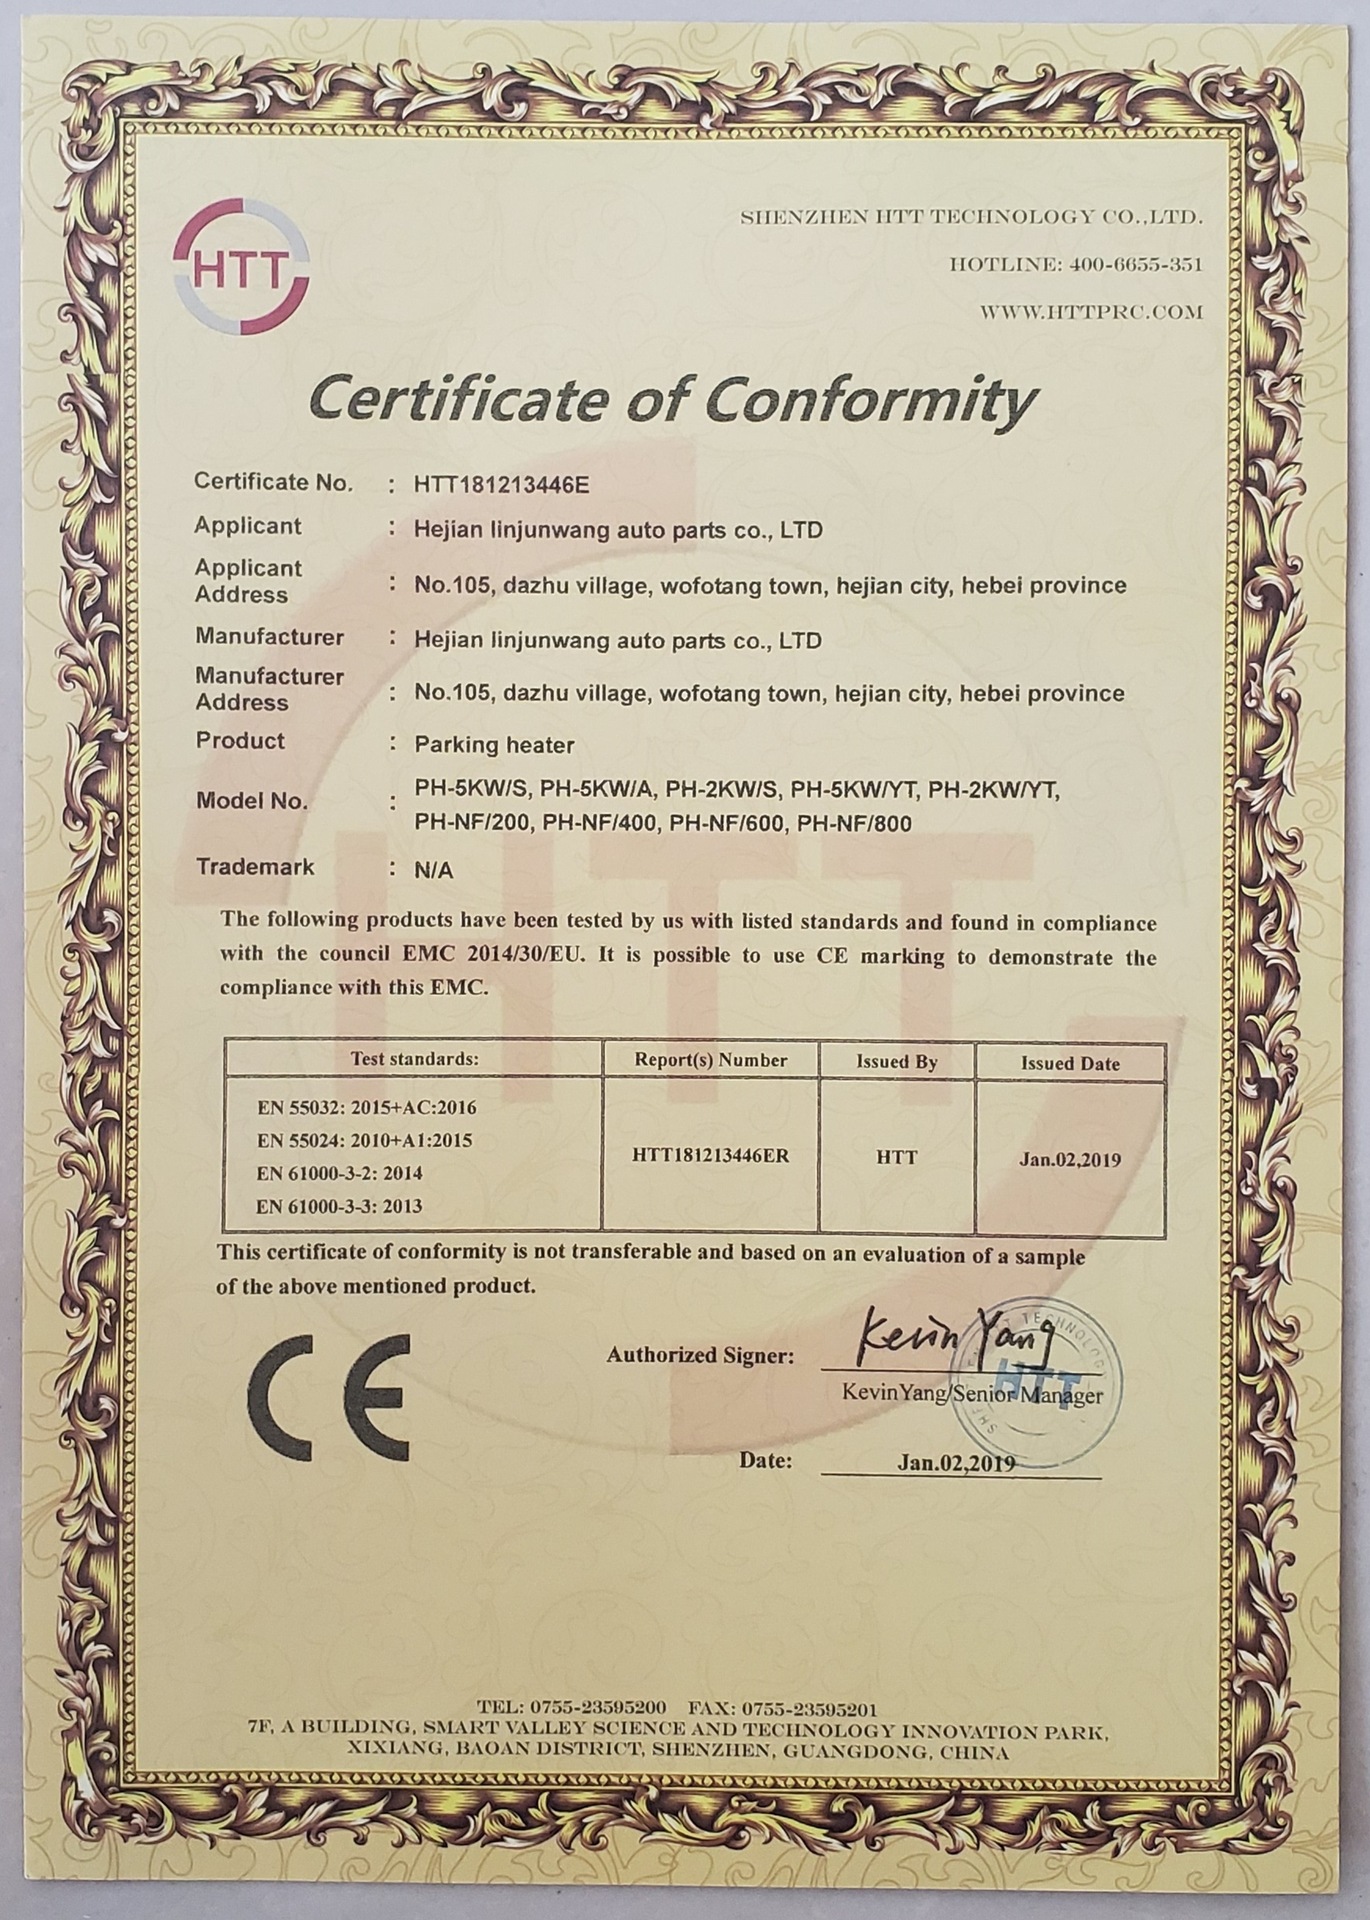 HTT
SHENZHEN HTT TECHNOLOGY CO.,LTD.
HOTLINE: 400-6655-351
WWW.HTTPRC.COM
Certificate of Conformity
Certificate No. : HTT181213446E
Applicant : Hejian linjunwang auto parts co., LTD
Applicant
Address : No.105, dazhu village, wofotang town, hejian city, hebei province
Manufacturer : Hejian linjunwang auto parts co., LTD
Manufacturer
Address : No.105, dazhu village, wofotang town, hejian city, hebei province
Product : Parking heater
Model No. : PH-5KW/S, PH-5KW/A, PH-2KW/S, PH-5KW/YT, PH-2KW/YT,
PH-NF/200, PH-NF/400, PH-NF/600, PH-NF/800
Trademark : N/A
The following products have been tested by us with listed standards and found in compliance
with the council EMC 2014/30/EU. It is possible to use CE marking to demonstrate the
compliance with this EMC.
Test standards: Report(s) Number Issued By Issued Date
EN 55032: 2015+AC:2016
EN 55024: 2010+A1:2015
HTT181213446ER HTT Jan.02,2019
EN 61000-3-2: 2014
EN 61000-3-3: 2013
This certificate of conformity is not transferable and based on an evaluation of a sample
of the above mentioned product.
CE
Kevin Yang
Authorized Signer:
KevinYang/Senior Manager
HTT
Date: Jan.02,2019
TEL: 0755-23595200 FAX: 0755-23595201
7F, A BUILDING, SMART VALLEY SCIENCE AND TECHNOLOGY INNOVATION PARK,
XIXIANG, BAOAN DISTRICT, SHENZHEN, GUANGDONG, CHINA